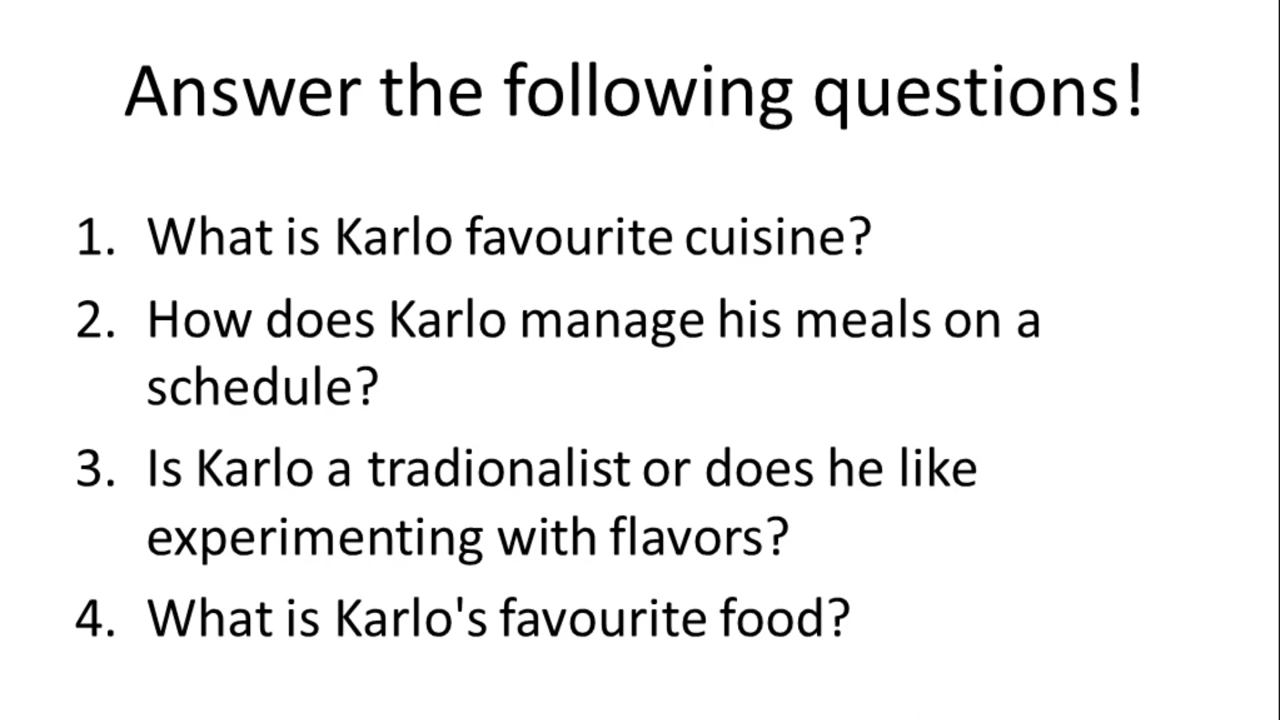 Answer the following questions!
1. What is Karlo favourite cuisine?
2. How does Karlo manage his meals on a
schedule?
3. Is Karlo a tradionalist or does he like
experimenting with flavors?
4. What is Karlo's favourite food?